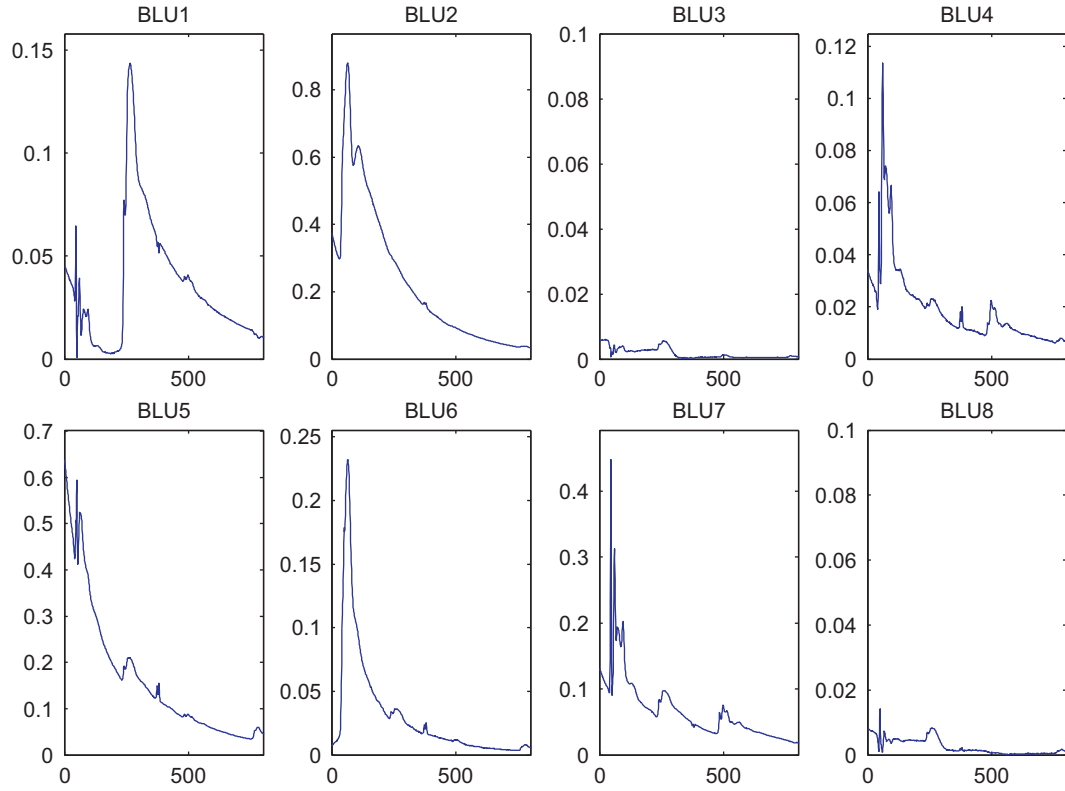 BLU1 BLU2 BLU3 BLU4
0.15 0.8 0.1 0.12
0.1 0.6 0.08 0.1
0.05 0.4 0.06 0.08
0 0.2 0.04 0.06
0 0.02 0.04
0 0.02
0
0 500 0 500 0 500 0 500
BLU5 BLU6 BLU7 BLU8
0.7 0.25 0.4 0.1
0.6 0.2 0.3 0.08
0.5 0.15 0.2 0.06
0.4 0.1 0.1 0.04
0.3 0.05 0 0.02
0.2 0 0
0.1
0
0 500 0 500 0 500 0 500